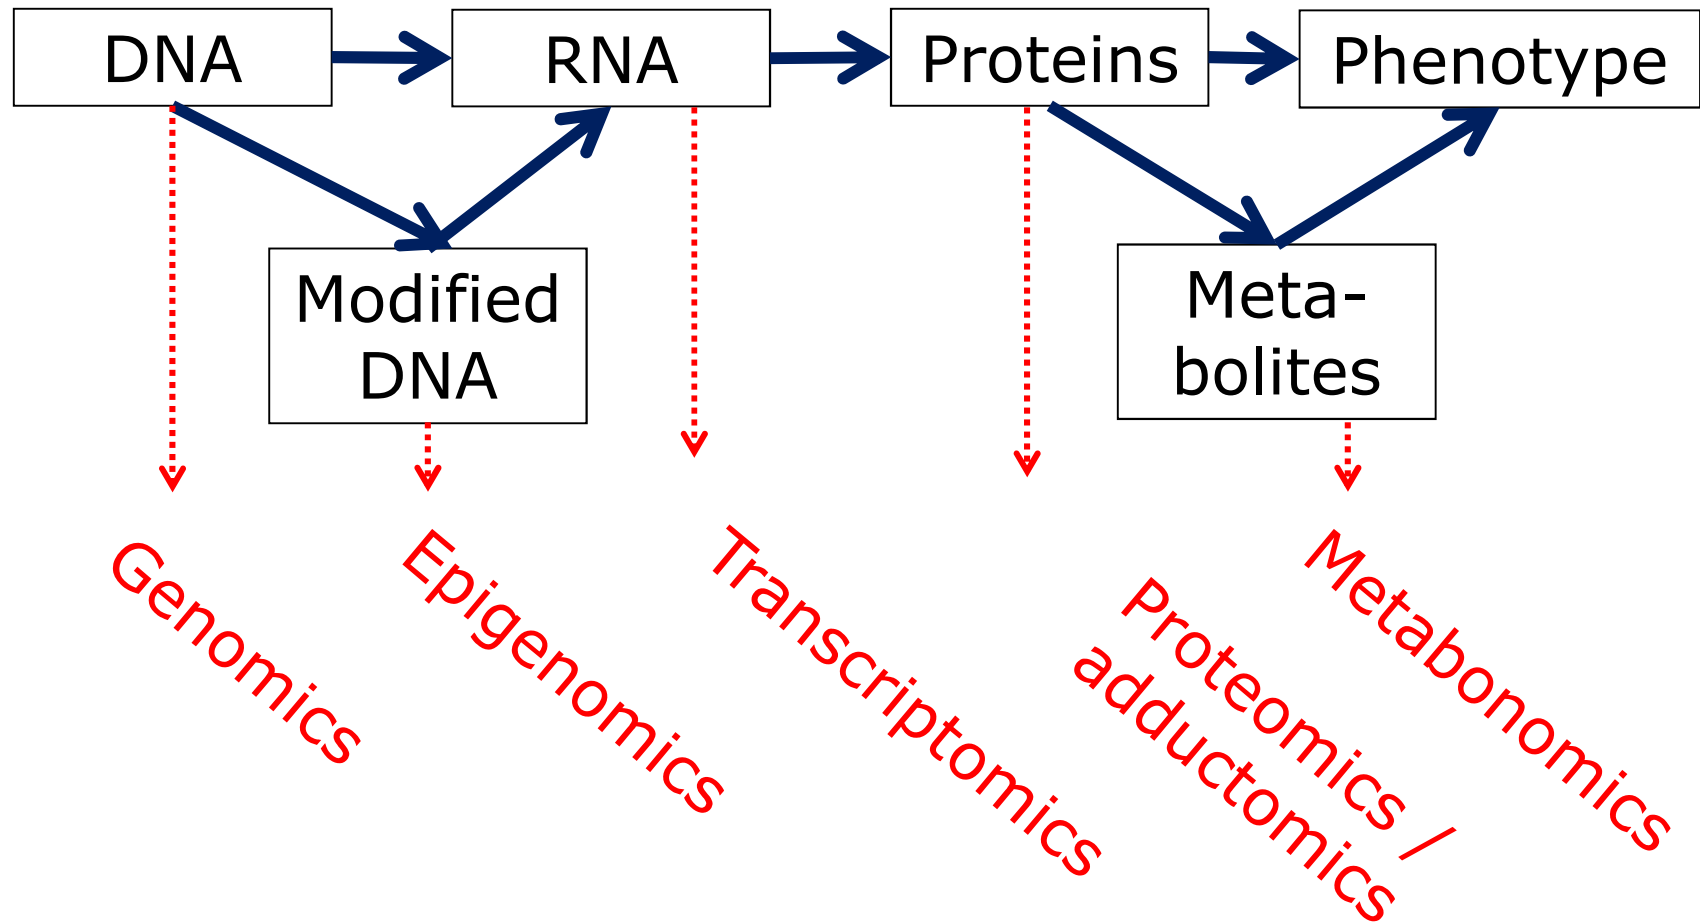 DNA
RNA
Proteins
Phenotype
Modified
DNA
Meta-
bolites
Genomics
Epigenomics
Transcriptomics
Proteomics /
adductomics
Metabonomics